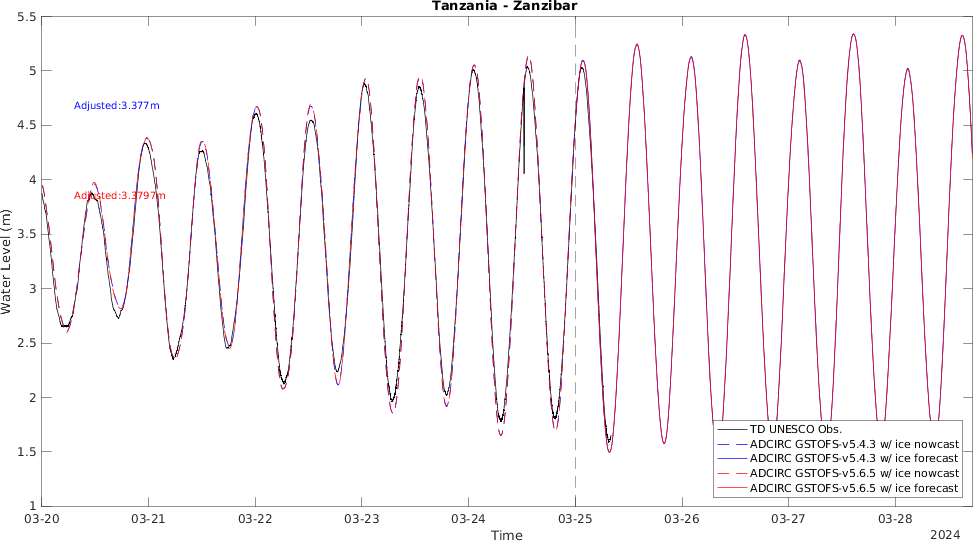 Tanzania - Zanzibar
5.5
5
4.5
4
3.5
3
2.5
2
1.5
1
Water Level (m)
Adjusted:3.377m
Adjusted:3.3797m
TD UNESCO Obs.
ADCIRC GSTOFS-v5.4.3 w/ ice nowcast
ADCIRC GSTOFS-v5.4.3 w/ ice forecast
ADCIRC GSTOFS-v5.6.5 w/ ice nowcast
ADCIRC GSTOFS-v5.6.5 w/ ice forecast
03-20 03-21 03-22 03-23 03-24 03-25 03-26 03-27 03-28
Time
2024